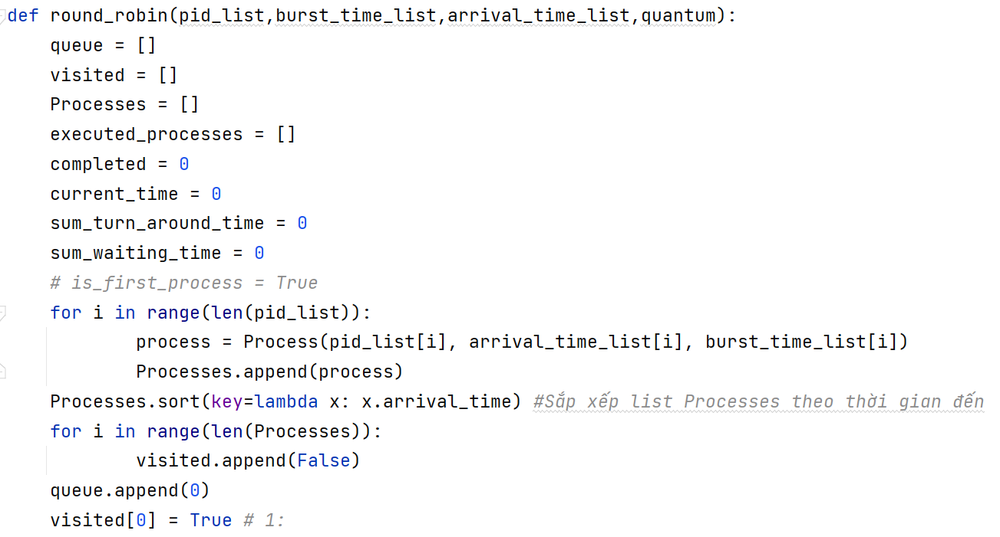 def round_robin(pid_list,burst_time_list,arrival_time_list,quantum):
    queue = []
    visited = []
    Processes = []
    executed_processes = []
    completed = 0
    current_time = 0
    sum_turn_around_time = 0
    sum_waiting_time = 0
    # is_first_process = True
    for i in range(len(pid_list)):
            process = Process(pid_list[i], arrival_time_list[i], burst_time_list[i])
            Processes.append(process)
    Processes.sort(key=lambda x: x.arrival_time) #Sắp xếp list Processes theo thời gian đến
    for i in range(len(Processes)):
            visited.append(False)
    queue.append(0)
    visited[0] = True # 1: